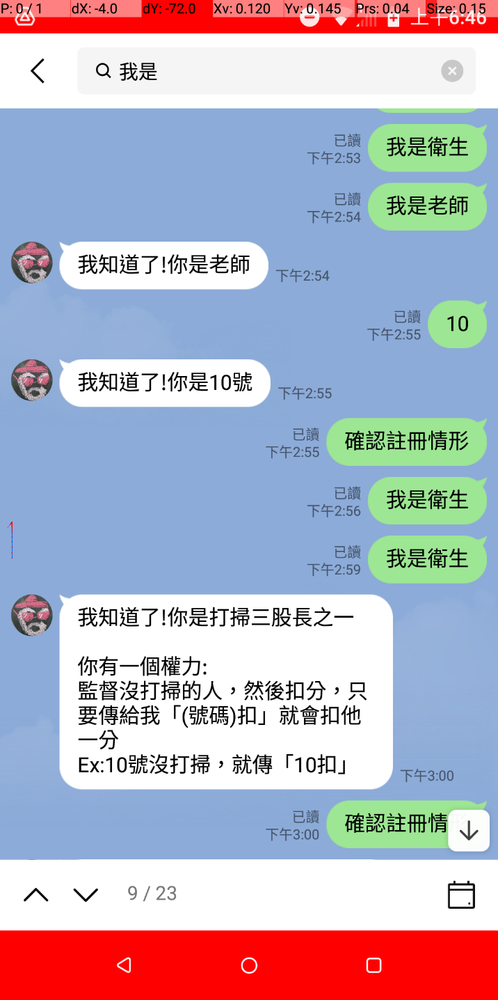 P: 0 / 1 dX: -4.0 dY: -72.0 Xv: 0.120 Yv: 0.145 Prs: 0.04 Size: 0.15
上午6:46
我是
已讀
下午2:53
我是衛生
已讀
下午2:54
我是老師
我知道了!你是老師
下午2:54
已讀
下午2:55
10
我知道了!你是10號
下午2:55
已讀
下午2:55
確認註冊情形
已讀
下午2:56
我是衛生
已讀
下午2:59
我是衛生
我知道了!你是打掃三股長之一
你有一個權力:
監督沒打掃的人，然後扣分，只
要傳給我「(號碼)扣」就會扣他
一分
Ex:10號沒打掃，就傳「10扣」
下午3:00
已讀
下午3:00
確認註冊情
9 / 23